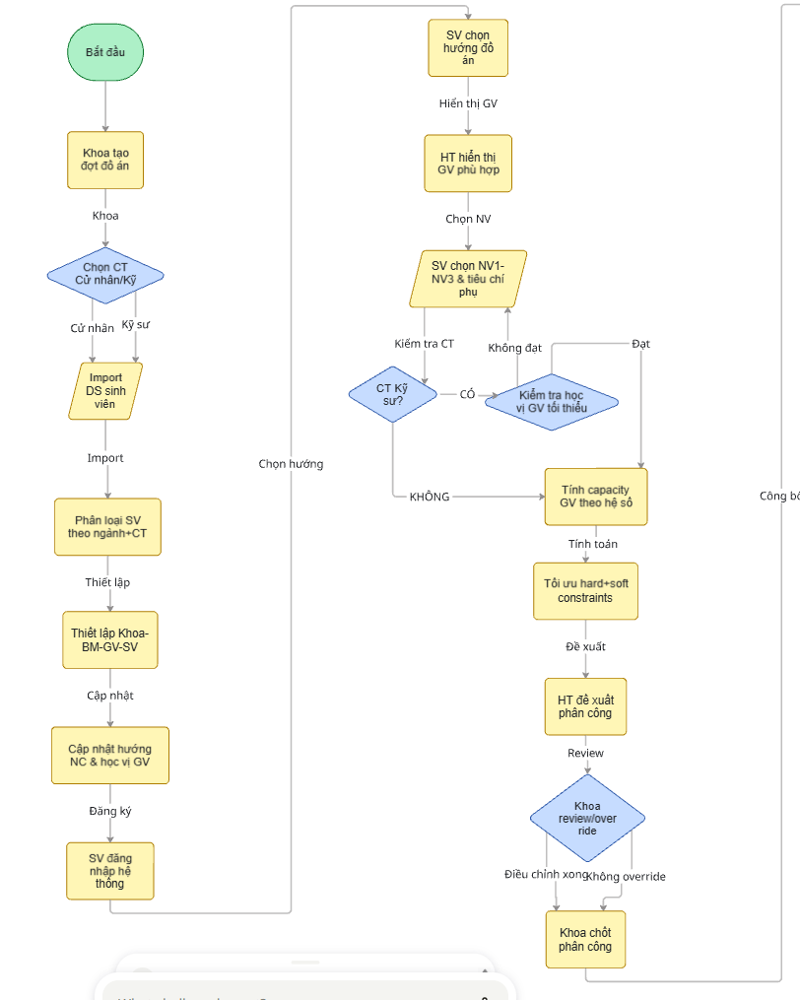 Bắt đầu
Khoa tạo
đợt đồ án
Khoa
Chọn CT
Cử nhân/Kỹ
Cử nhân
Kỹ sư
Import
DS sinh
viên
Import
Phân loại SV
theo ngành+CT
Thiết lập
Thiết lập Khoa-
BM-GV-SV
Cập nhật
Cập nhật hướng
NC & học vị GV
Đăng ký
SV đăng
nhập hệ
thống
Chọn hướng
SV chọn
hướng đồ
án
Hiển thị GV
HT hiển thị
GV phù hợp
Chọn NV
SV chọn NV1-
NV3 & tiêu chí
phụ
Kiểm tra CT
Không đạt
Đạt
CT Kỹ
sư?
CÓ
Kiểm tra học
vị GV tối thiểu
KHÔNG
Tính capacity
GV theo hệ số
Tính toán
Tối ưu hard+soft
constraints
Đề xuất
HT đề xuất
phân công
Review
Khoa
review/over
ride
Điều chỉnh xong
Không override
Khoa chốt
phân công
Công bố